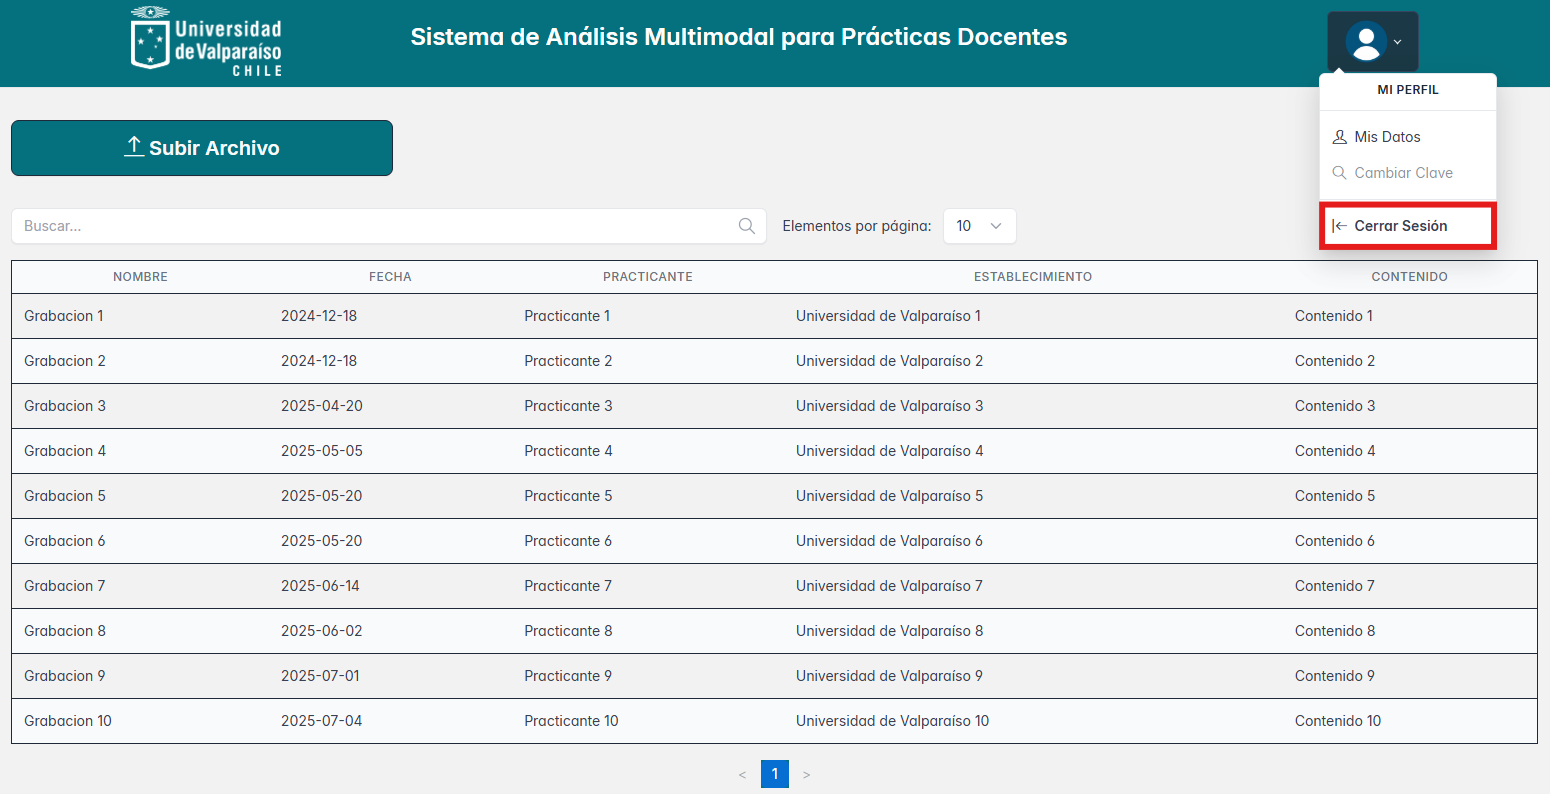 Universidad
de Valparaíso
CHILE
Sistema de Análisis Multimodal para Prácticas Docentes
MI PERFIL
Mis Datos
Cambiar Clave
Cerrar Sesión
Subir Archivo
Buscar...
Elementos por página: 10
NOMBRE FECHA PRACTICANTE ESTABLECIMIENTO CONTENIDO
Grabacion 1 2024-12-18 Practicante 1 Universidad de Valparaíso 1 Contenido 1
Grabacion 2 2024-12-18 Practicante 2 Universidad de Valparaíso 2 Contenido 2
Grabacion 3 2025-04-20 Practicante 3 Universidad de Valparaíso 3 Contenido 3
Grabacion 4 2025-05-05 Practicante 4 Universidad de Valparaíso 4 Contenido 4
Grabacion 5 2025-05-20 Practicante 5 Universidad de Valparaíso 5 Contenido 5
Grabacion 6 2025-05-20 Practicante 6 Universidad de Valparaíso 6 Contenido 6
Grabacion 7 2025-06-14 Practicante 7 Universidad de Valparaíso 7 Contenido 7
Grabacion 8 2025-06-02 Practicante 8 Universidad de Valparaíso 8 Contenido 8
Grabacion 9 2025-07-01 Practicante 9 Universidad de Valparaíso 9 Contenido 9
Grabacion 10 2025-07-04 Practicante 10 Universidad de Valparaíso 10 Contenido 10
< 1 >